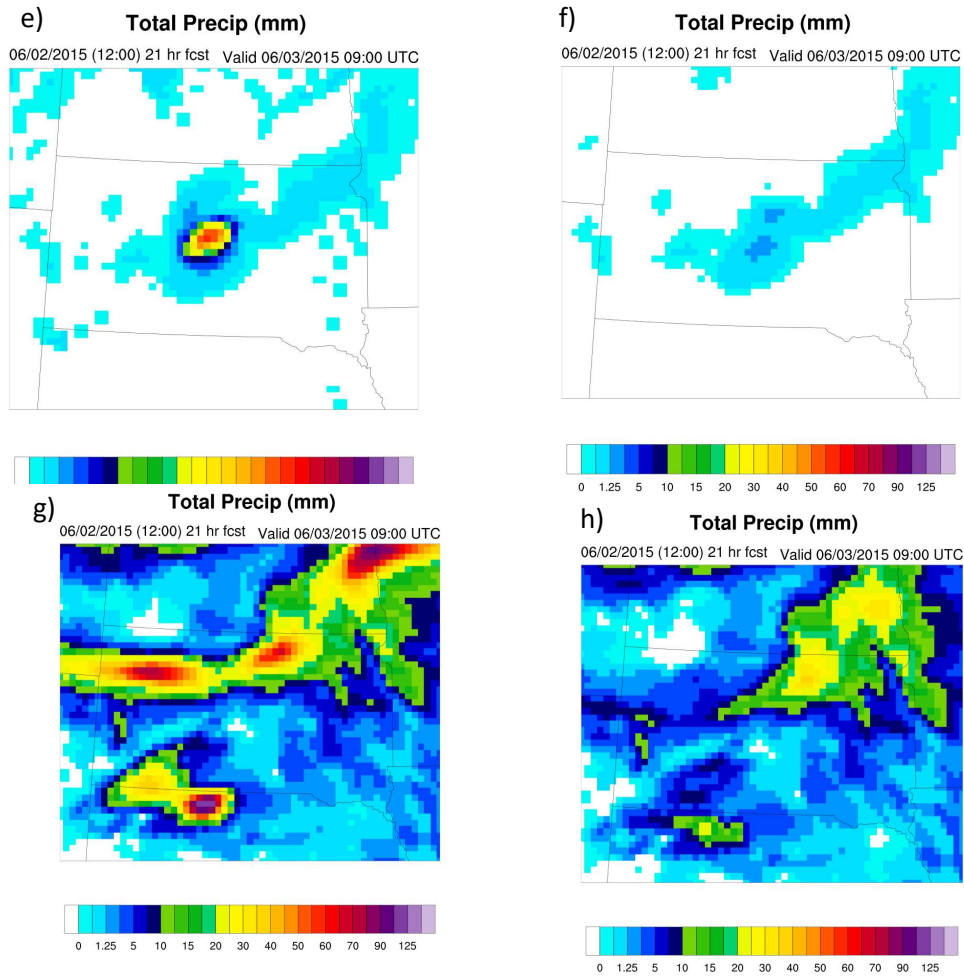 e)
Total Precip (mm)
06/02/2015 (12:00) 21 hr fcst Valid 06/03/2015 09:00 UTC
f)
Total Precip (mm)
06/02/2015 (12:00) 21 hr fcst Valid 06/03/2015 09:00 UTC
0 1.25 5 10 15 20 30 40 50 60 70 90 125
g)
Total Precip (mm)
06/02/2015 (12:00) 21 hr fcst Valid 06/03/2015 09:00 UTC
0 1.25 5 10 15 20 30 40 50 60 70 90 125
h)
Total Precip (mm)
06/02/2015 (12:00) 21 hr fcst Valid 06/03/2015 09:00 UTC
0 1.25 5 10 15 20 30 40 50 60 70 90 125